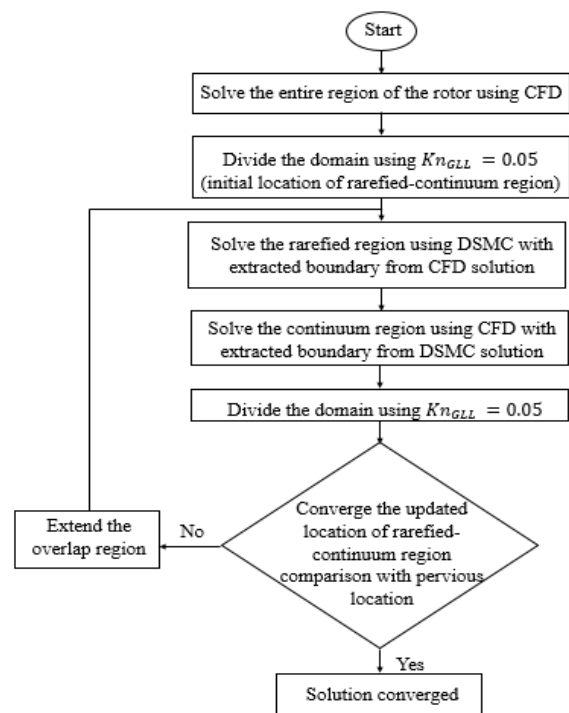 Start
Solve the entire region of the rotor using CFD
Divide the domain using Kn_GLL = 0.05
(initial location of rarefied-continuum region)
Solve the rarefied region using DSMC with
extracted boundary from CFD solution
Solve the continuum region using CFD with
extracted boundary from DSMC solution
Divide the domain using Kn_GLL = 0.05
Converge the updated
location of rarefied-
continuum region
comparison with pervious
location
No
Extend the
overlap region
Yes
Solution converged